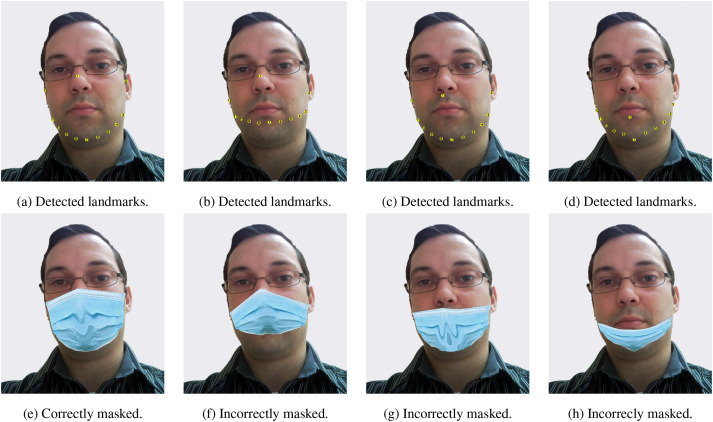 (a) Detected landmarks.
(b) Detected landmarks.
(c) Detected landmarks.
(d) Detected landmarks.
(e) Correctly masked.
(f) Incorrectly masked.
(g) Incorrectly masked.
(h) Incorrecly masked.